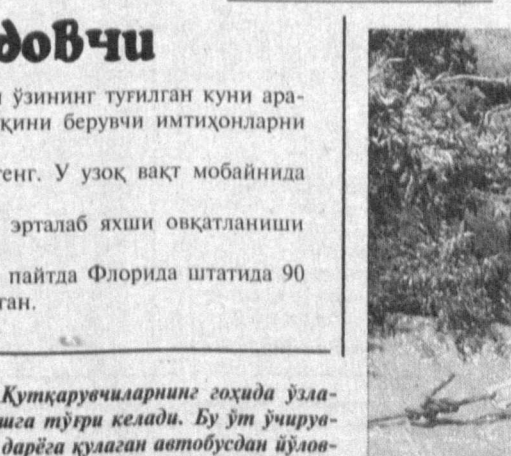 довчи
ўзининг туғилган куни ара-
қини берувчи имтиҳонларни
тенг. У узоқ вақт мобайнида
эрталаб яхши овқатланиши
пайтда Флорида штатида 90
ган.
Қутқарувчиларнинг гоҳида ўзла-
шга тўғри келади. Бу ўт ўчирув-
дарёга қулаган автобусдан йўлов-